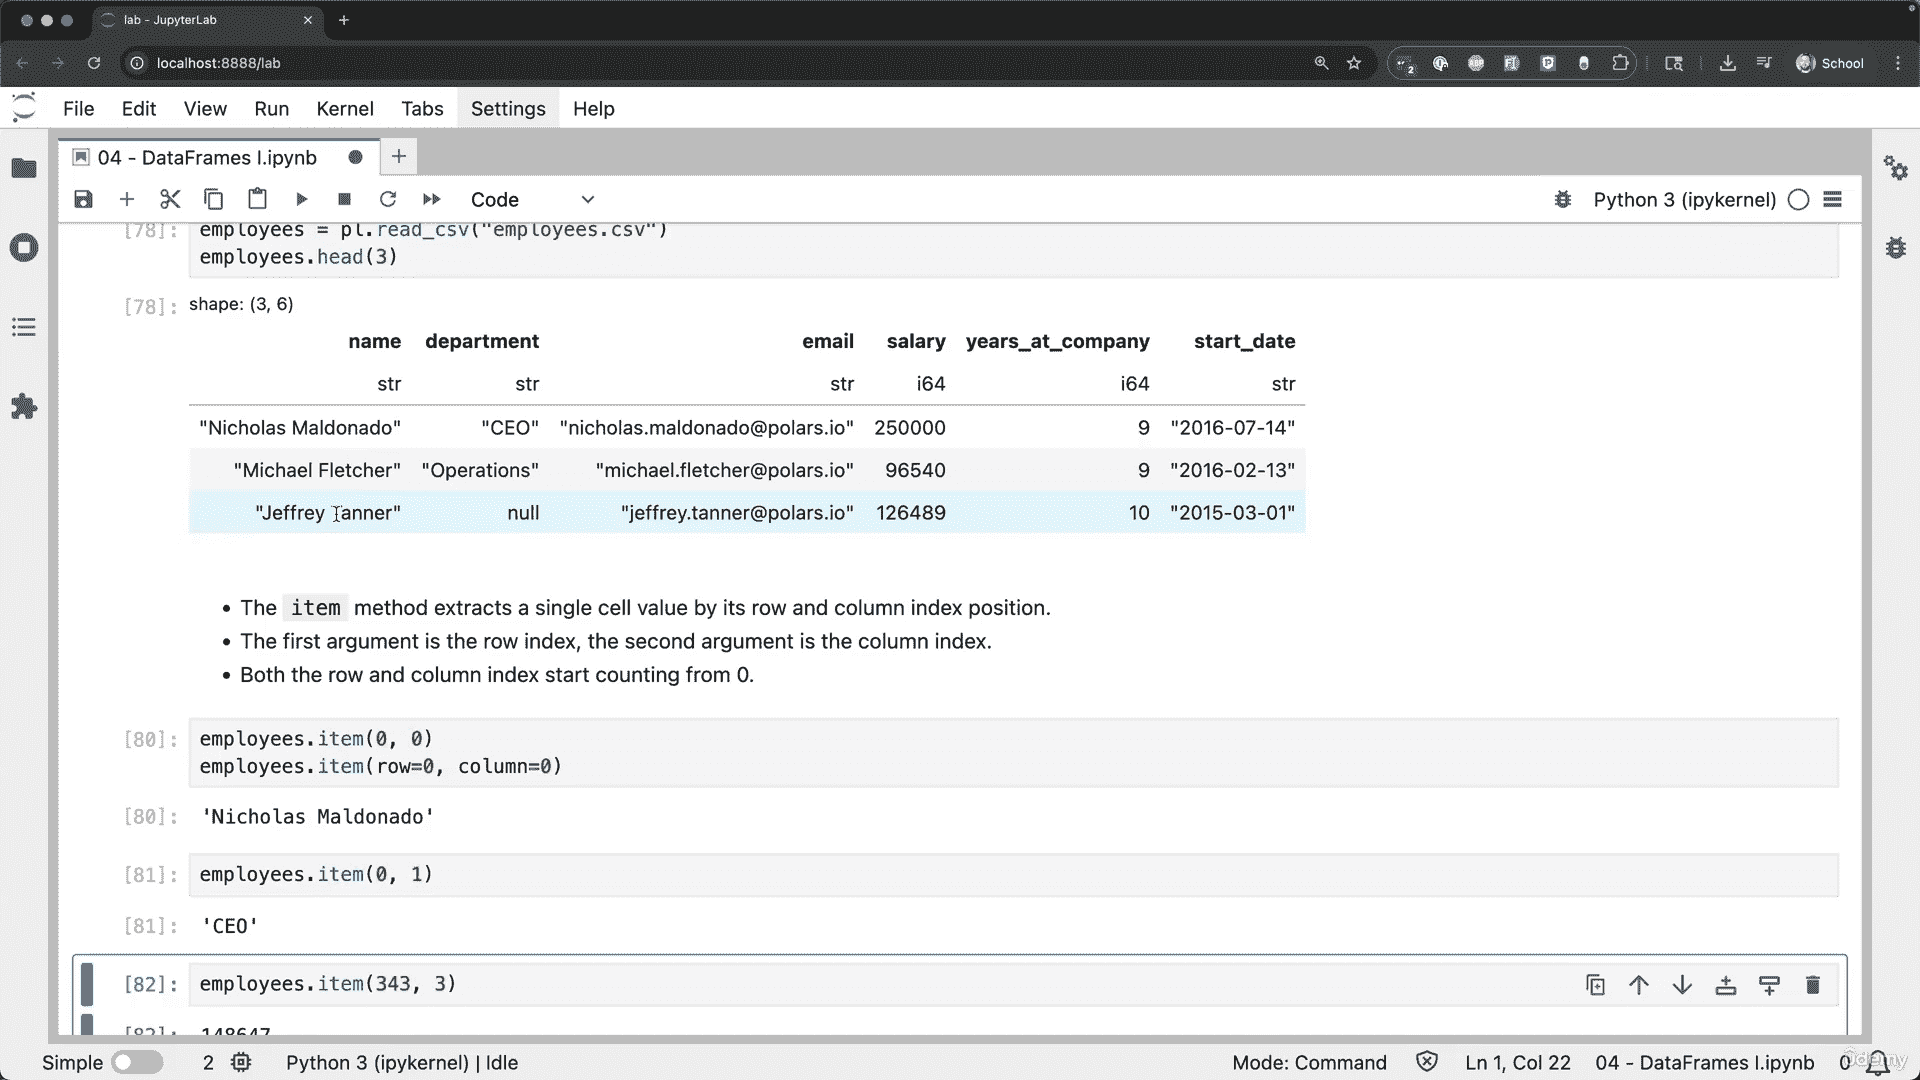 lab - JupyterLab
localhost:8888/lab
2
School
File Edit View Run Kernel Tabs Settings Help
04 - DataFrames I.ipynb
Code
Python 3 (ipykernel)
[78]: employees = pl.read_csv("employees.csv")
employees.head(3)
[78]: shape: (3, 6)
name department email salary years_at_company start_date
str str str i64 i64 str
"Nicholas Maldonado" "CEO" "nicholas.maldonado@polars.io" 250000 9 "2016-07-14"
"Michael Fletcher" "Operations" "michael.fletcher@polars.io" 96540 9 "2016-02-13"
"Jeffrey Tanner" null "jeffrey.tanner@polars.io" 126489 10 "2015-03-01"
• The item method extracts a single cell value by its row and column index position.
• The first argument is the row index, the second argument is the column index.
• Both the row and column index start counting from 0.
[80]: employees.item(0, 0)
employees.item(row=0, column=0)
[80]: 'Nicholas Maldonado'
[81]: employees.item(0, 1)
[81]: 'CEO'
[82]: employees.item(343, 3)
[82]: 148647
Simple 2 Python 3 (ipykernel) | Idle Mode: Command Ln 1, Col 22 04 - DataFrames I.ipynb 0